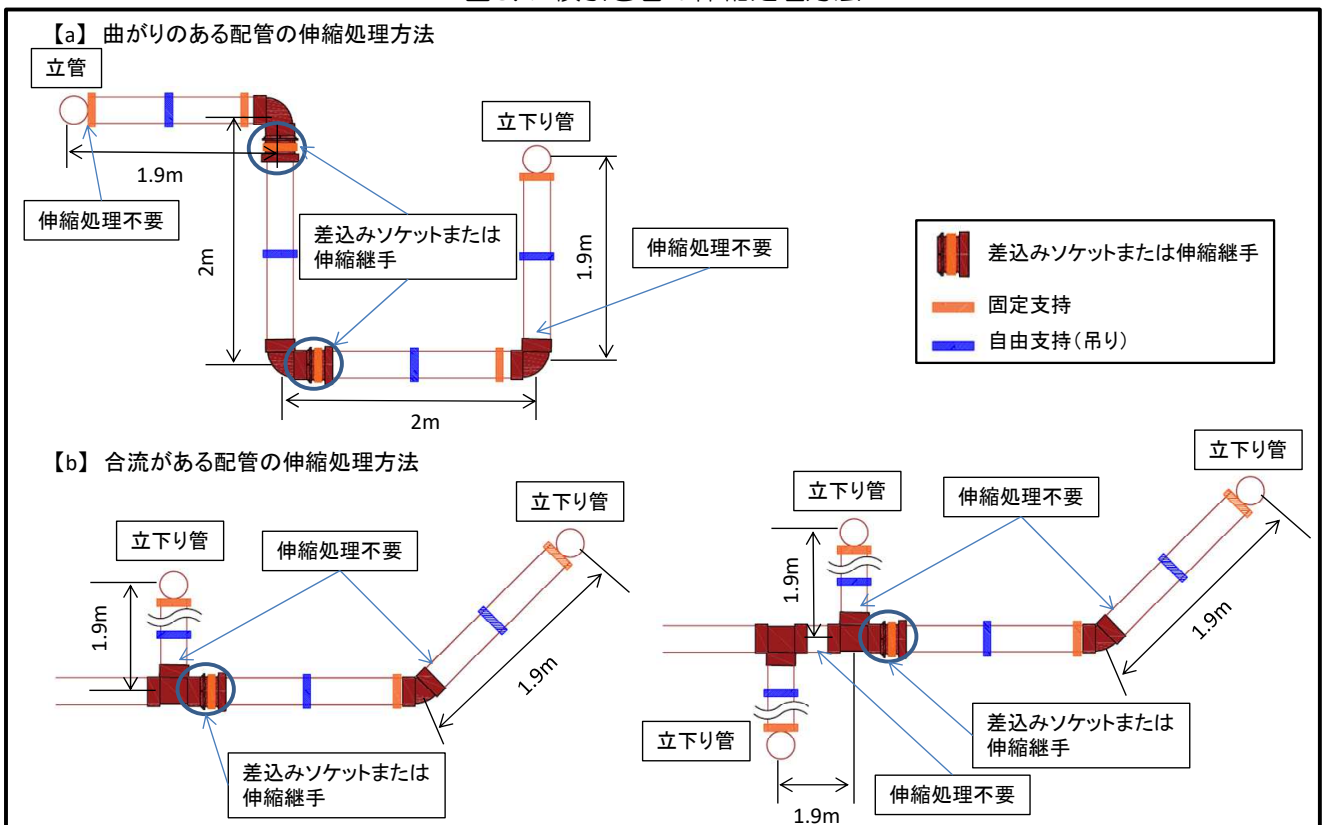 【a】 曲がりのある配管の伸縮処理方法
立管
立下り管
1.9m
伸縮処理不要
2m
差込みソケットまたは
伸縮継手
伸縮処理不要
1.9m
2m
差込みソケットまたは伸縮継手
固定支持
自由支持(吊り)
【b】 合流がある配管の伸縮処理方法
立下り管
伸縮処理不要
立下り管
1.9m
1.9m
差込みソケットまたは
伸縮継手
立下り管
伸縮処理不要
立下り管
1.9m
1.9m
立下り管
差込みソケットまたは
伸縮継手
伸縮処理不要
1.9m